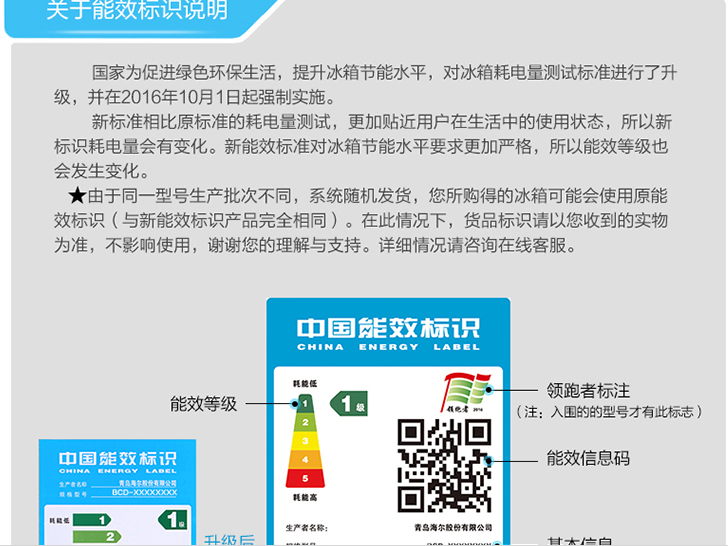 关于能效标识说明
国家为促进绿色环保生活，提升冰箱节能水平，对冰箱耗电量测试标准进行了升
级，并在2016年10月1日起强制实施。
新标准相比原标准的耗电量测试，更加贴近用户在生活中的使用状态，所以新
标识耗电量会有变化。新能效标准对冰箱节能水平要求更加严格，所以能效等级也
会发生变化。
★由于同一型号生产批次不同，系统随机发货，您所购得的冰箱可能会使用原能
效标识（与新能效标识产品完全相同）。在此情况下，货品标识请以您收到的实物
为准，不影响使用，谢谢您的理解与支持。详细情况请咨询在线客服。
中国能效标识
CHINA ENERGY LABEL
耗能低
1
2
3
4
5
耗能高
1级
领跑者 2016
能效等级
领跑者标注
（注：入围的的型号才有此标志）
能效信息码
生产者名称：
青岛海尔股份有限公司
规格型号
BCD-XXXXXXXX
基本信息
中国能效标识
CHINA ENERGY LABEL
生产者名称
青岛海尔股份有限公司
规格型号
BCD-XXXXXXXX
耗能低
1
2
1级
升级后